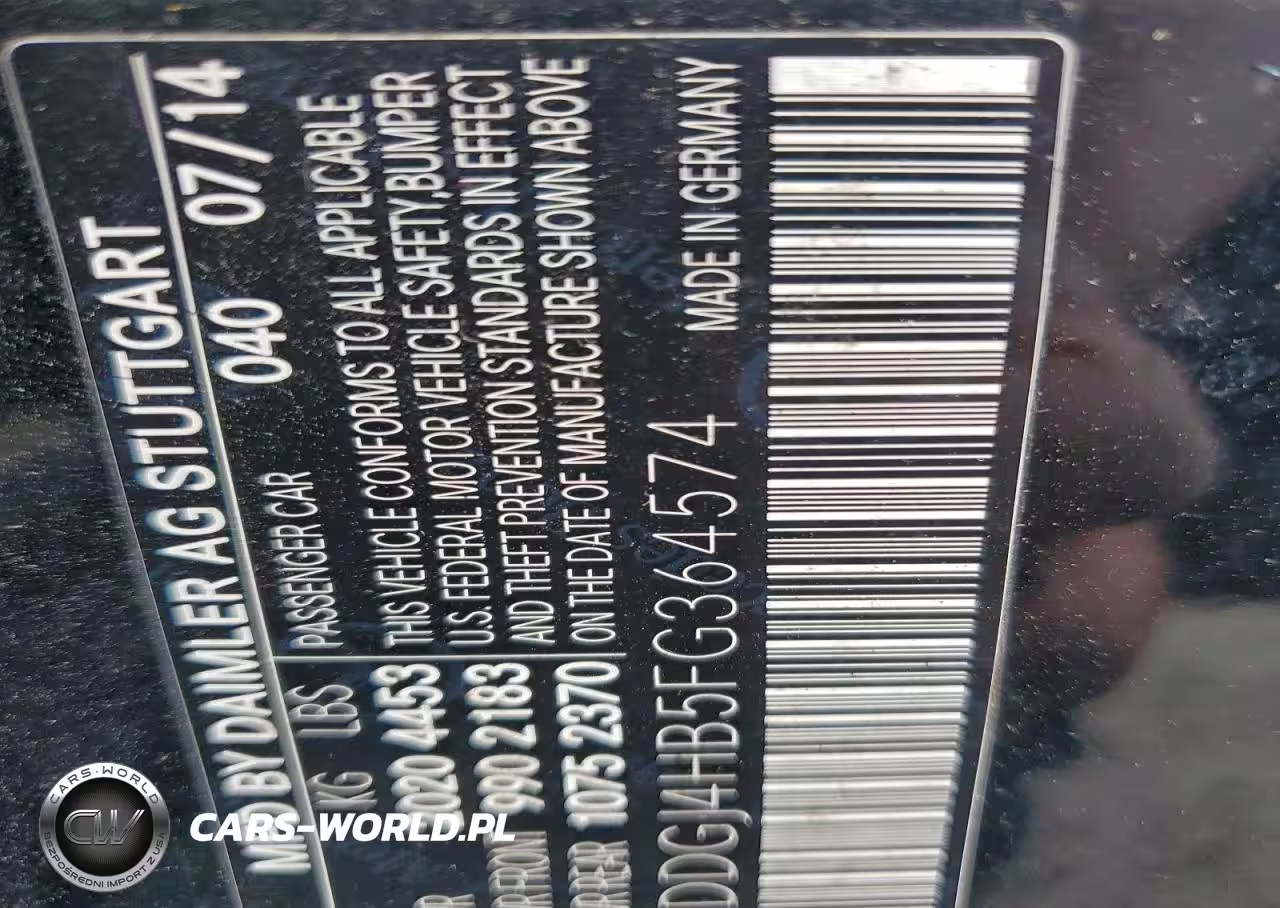 MFD BY DAIMLER AG STUTTGART
040 07/14
KG LBS PASSENGER CAR
1020 4453 THIS VEHICLE CONFORMS TO ALL APPLICABLE
990 2183 U.S. FEDERAL MOTOR VEHICLE SAFETY,BUMPER
AND THEFT PREVENTION STANDARDS IN EFFECT
1075 2370 ON THE DATE OF MANUFACTURE SHOWN ABOVE
DDGJ4HB5FG364574 MADE IN GERMANY
CARS-WORLD
CW
BEZPOŚREDNI IMPORT Z USA
CARS-WORLD.PL